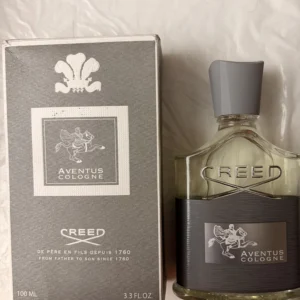 AVENTUS
COLOGNE
CREED
DE PÈRE EN FILS DEPUIS 1760
FROM FATHER TO SON SINCE 1760
100 ML
3.3 FL.OZ
CREED
AVENTUS
COLOGNE